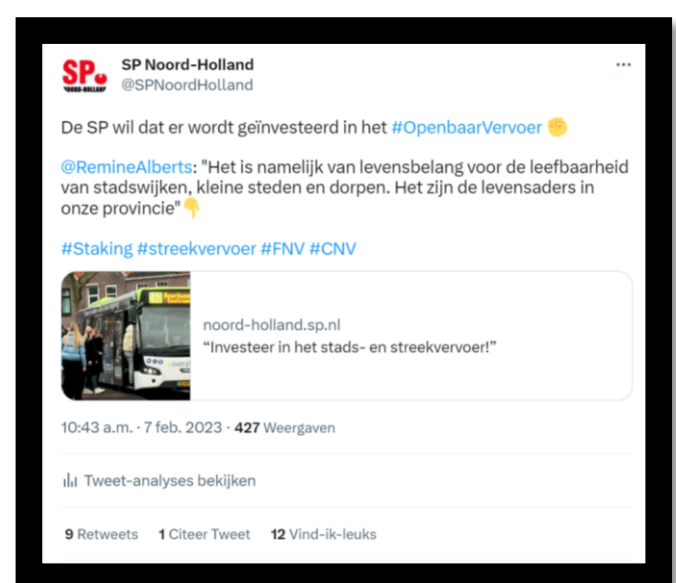 SP.
NOORD-HOLLAND
SP Noord-Holland
@SPNoordHolland
De SP wil dat er wordt geïnvesteerd in het #OpenbaarVervoer ✊
@RemineAlberts: "Het is namelijk van levensbelang voor de leefbaarheid
van stadswijken, kleine steden en dorpen. Het zijn de levensaders in
onze provincie"👇
#Staking #streekvervoer #FNV #CNV
noord-holland.sp.nl
“Investeer in het stads- en streekvervoer!”
10:43 a.m. · 7 feb. 2023 · 427 Weergaven
Tweet-analyses bekijken
9 Retweets 1 Citeer Tweet 12 Vind-ik-leuks